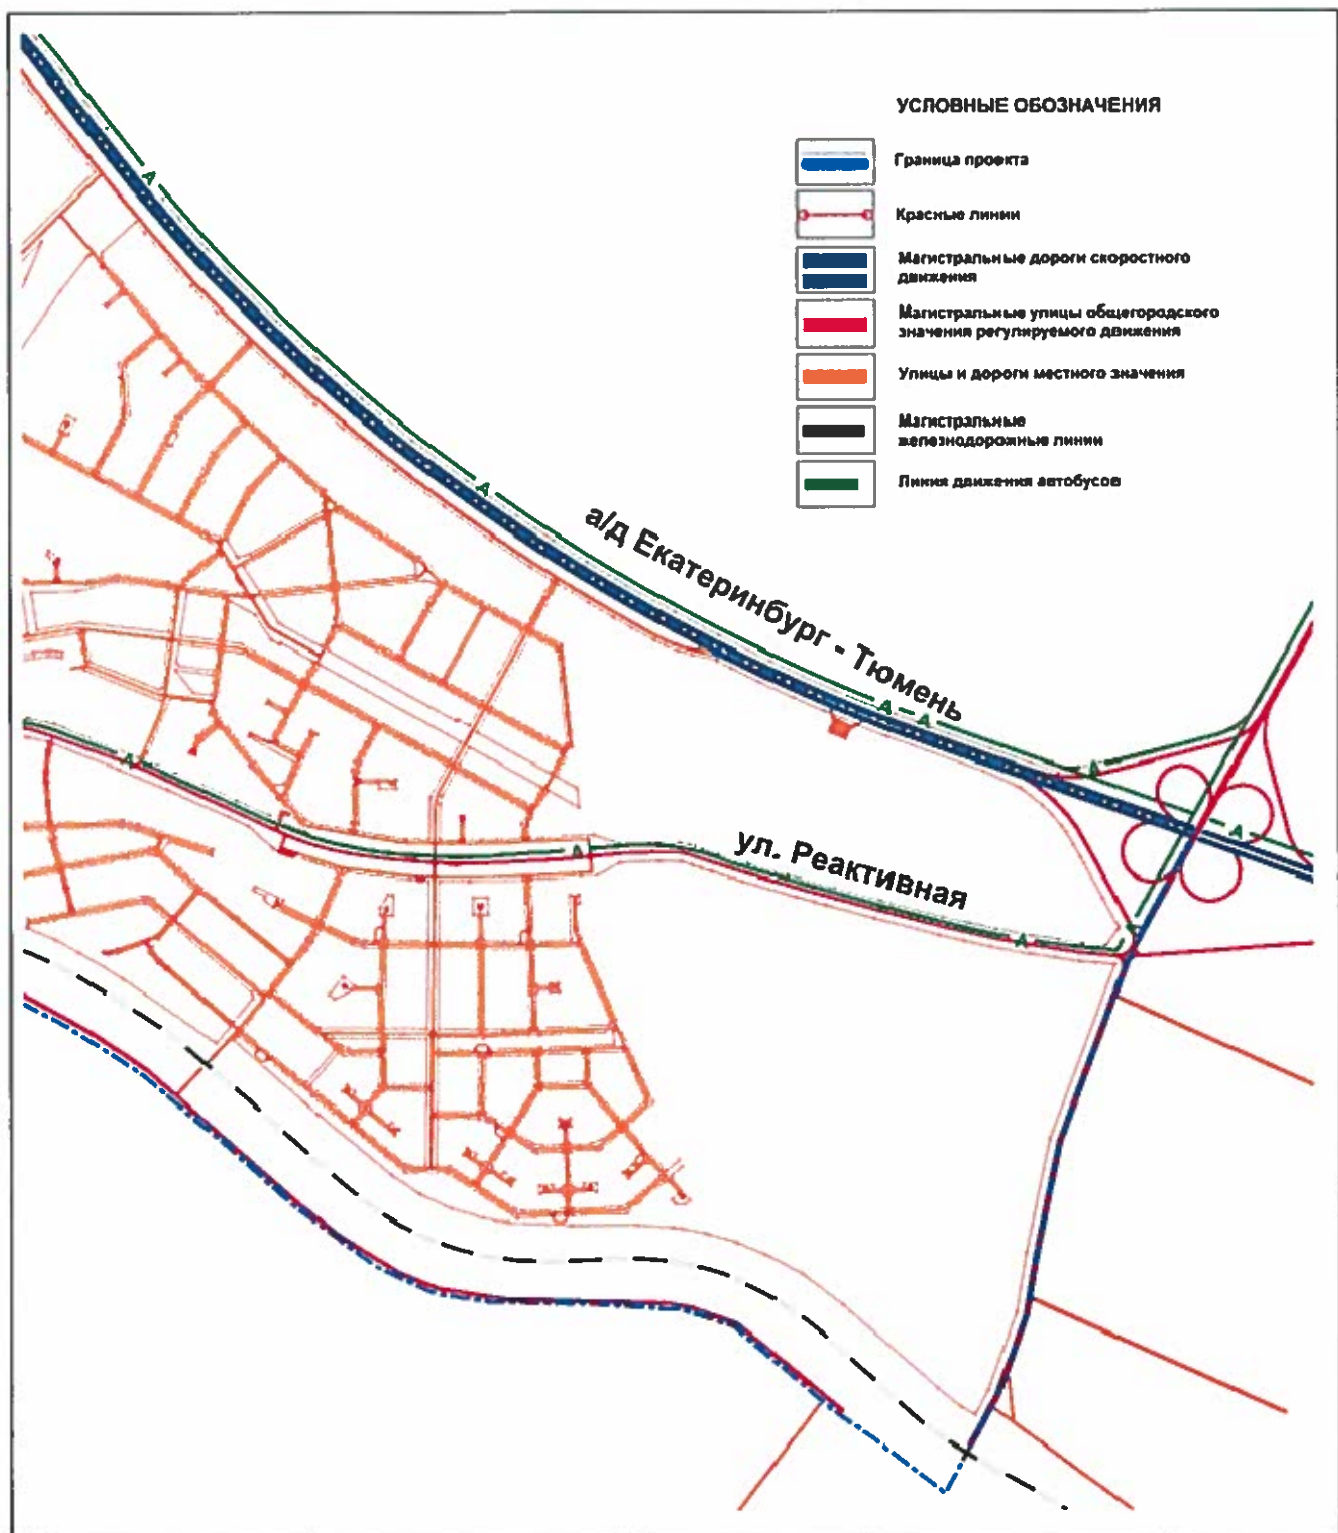 УСЛОВНЫЕ ОБОЗНАЧЕНИЯ
Граница проекта
Красные линии
Магистральные дороги скоростного
движения
Магистральные улицы общегородского
значения регулируемого движения
Улицы и дороги местного значения
Магистральные
железнодорожные линии
Линия движения автобусов
А
А
а/д Екатеринбург - Тюмень
А
А
А
А
А
ул. Реактивная
А
А